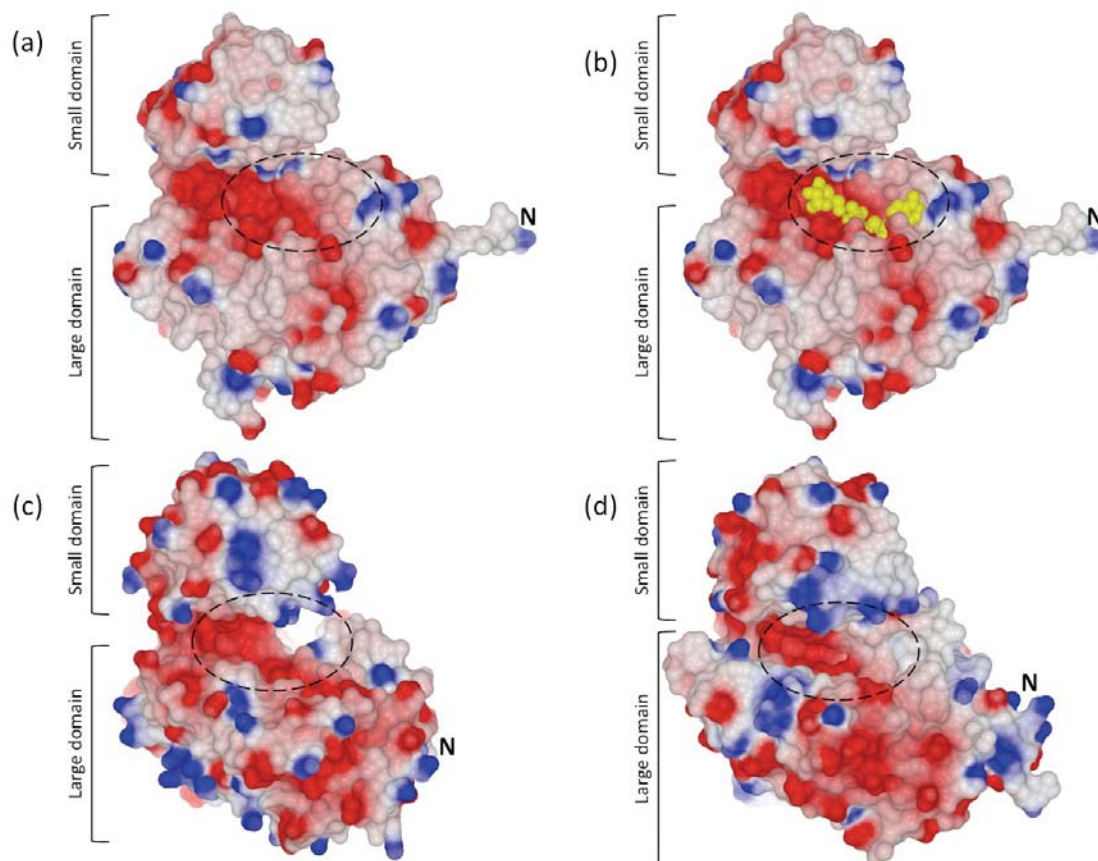 (a)
Small domain
Large domain
N
(b)
Small domain
Large domain
N
(c)
Small domain
Large domain
N
(d)
Small domain
Large domain
N